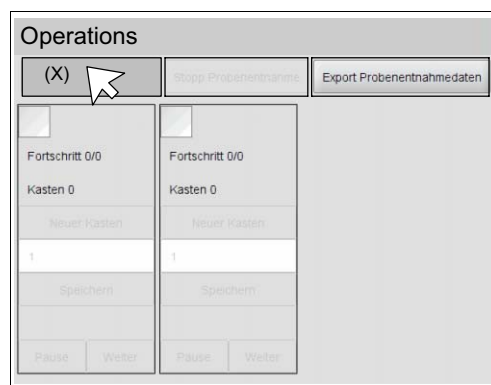 Operations
(X) Stopp Probenentnahme Export Probenentnahmedaten
Fortschritt 0/0 Fortschritt 0/0
Kasten 0 Kasten 0
Neuer Kasten Neuer Kasten
1 1
Speichern Speichern
Pause Weiter Pause Weiter